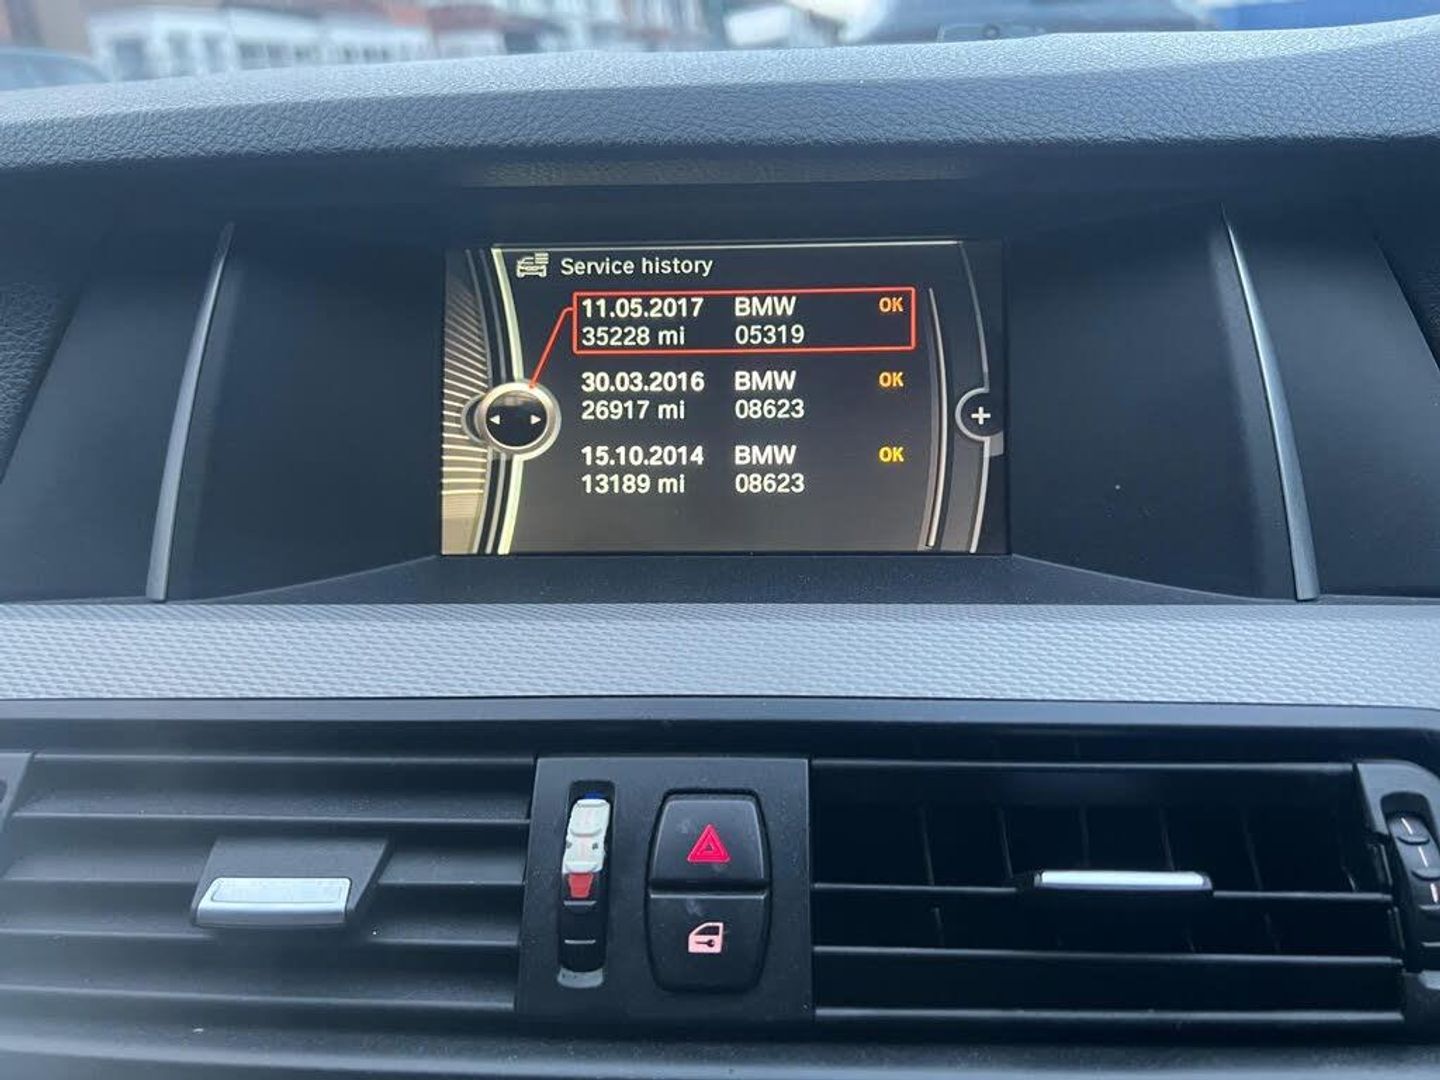 Service history
11.05.2017 BMW OK
35228 mi 05319
30.03.2016 BMW OK
26917 mi 08623
15.10.2014 BMW OK
13189 mi 08623